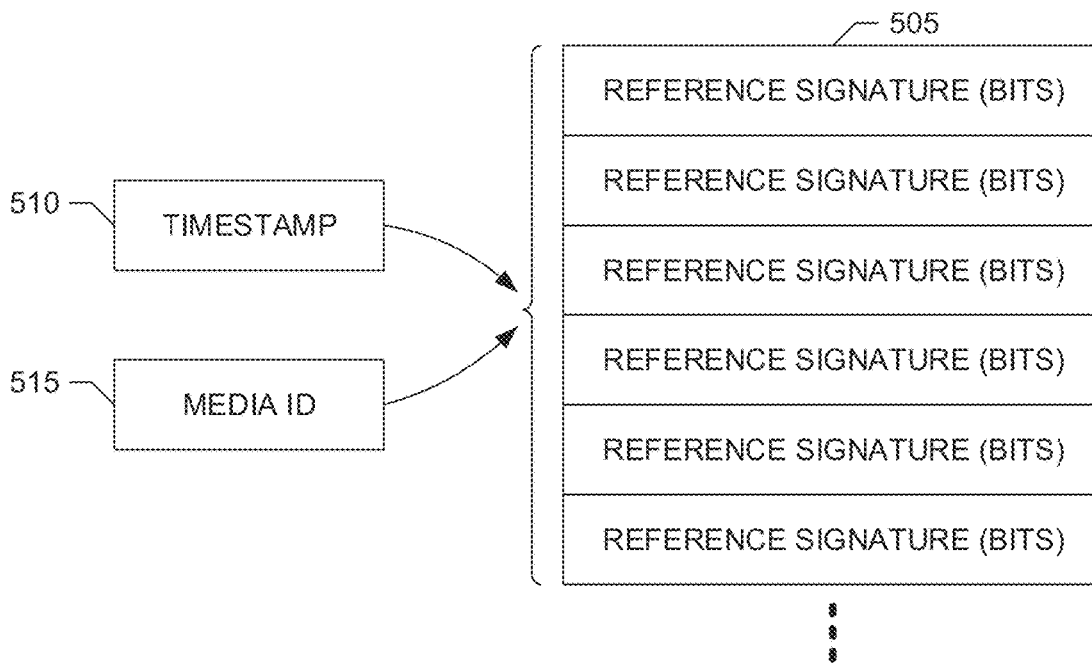 505
REFERENCE SIGNATURE (BITS)
REFERENCE SIGNATURE (BITS)
510
TIMESTAMP
REFERENCE SIGNATURE (BITS)
REFERENCE SIGNATURE (BITS)
515
MEDIA ID
REFERENCE SIGNATURE (BITS)
REFERENCE SIGNATURE (BITS)